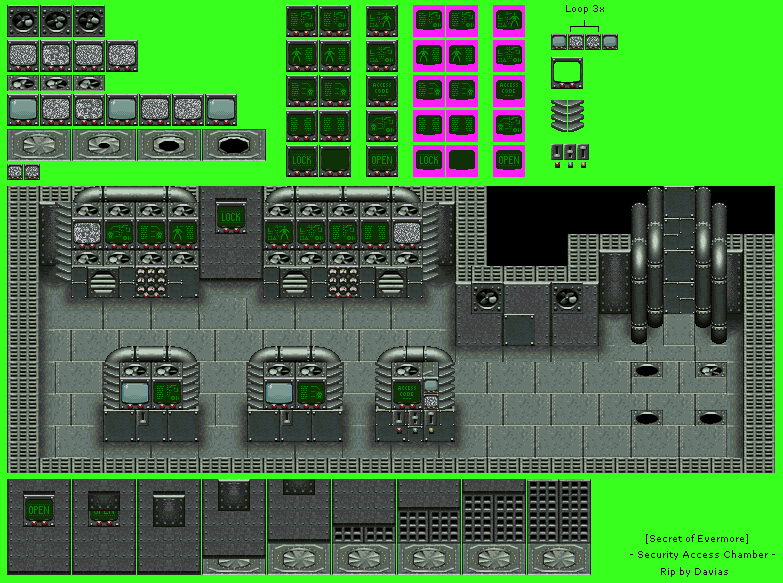 Loop 3x
ACCESS
CODE
ACCESS
CODE
LOCK
OPEN
LOCK
OPEN
LOCK
ACCESS
CODE
OPEN
OPEN
[Secret of Evermore]
- Security Access Chamber -
Rip by Davias